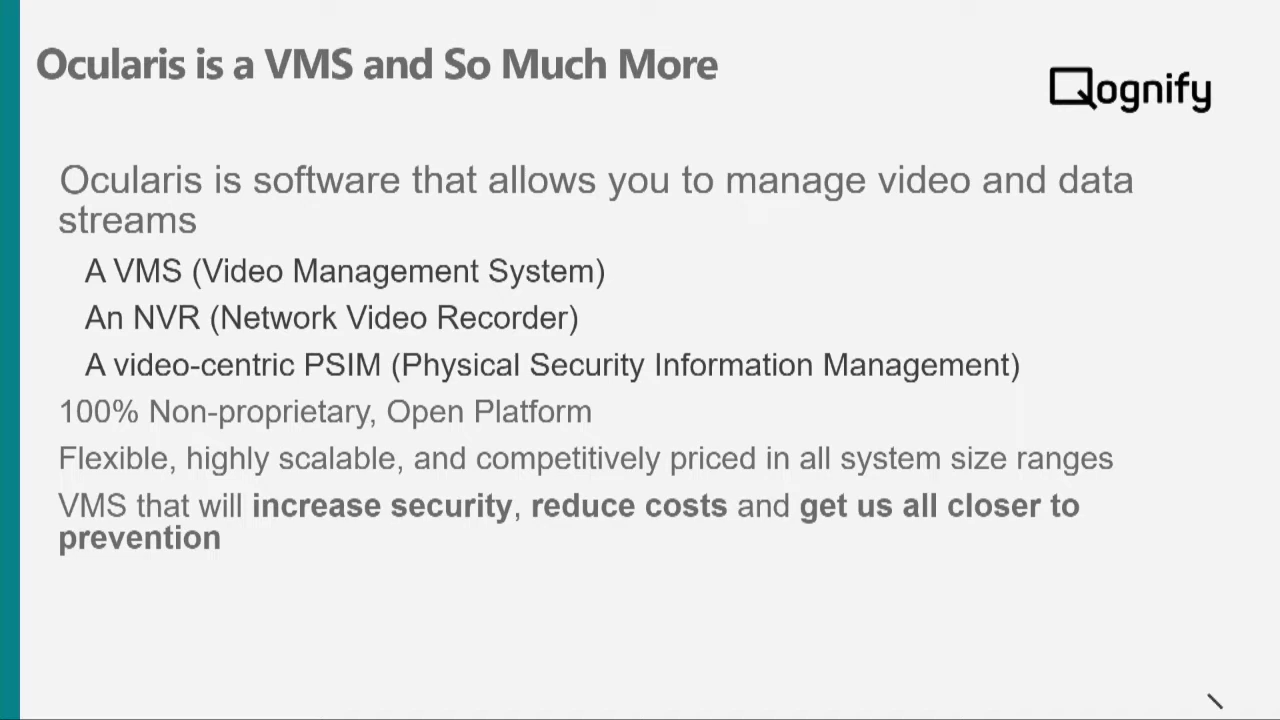 Ocularis is a VMS and So Much More
Qognify
Ocularis is software that allows you to manage video and data
streams
A VMS (Video Management System)
An NVR (Network Video Recorder)
A video-centric PSIM (Physical Security Information Management)
100% Non-proprietary, Open Platform
Flexible, highly scalable, and competitively priced in all system size ranges
VMS that will increase security, reduce costs and get us all closer to
prevention